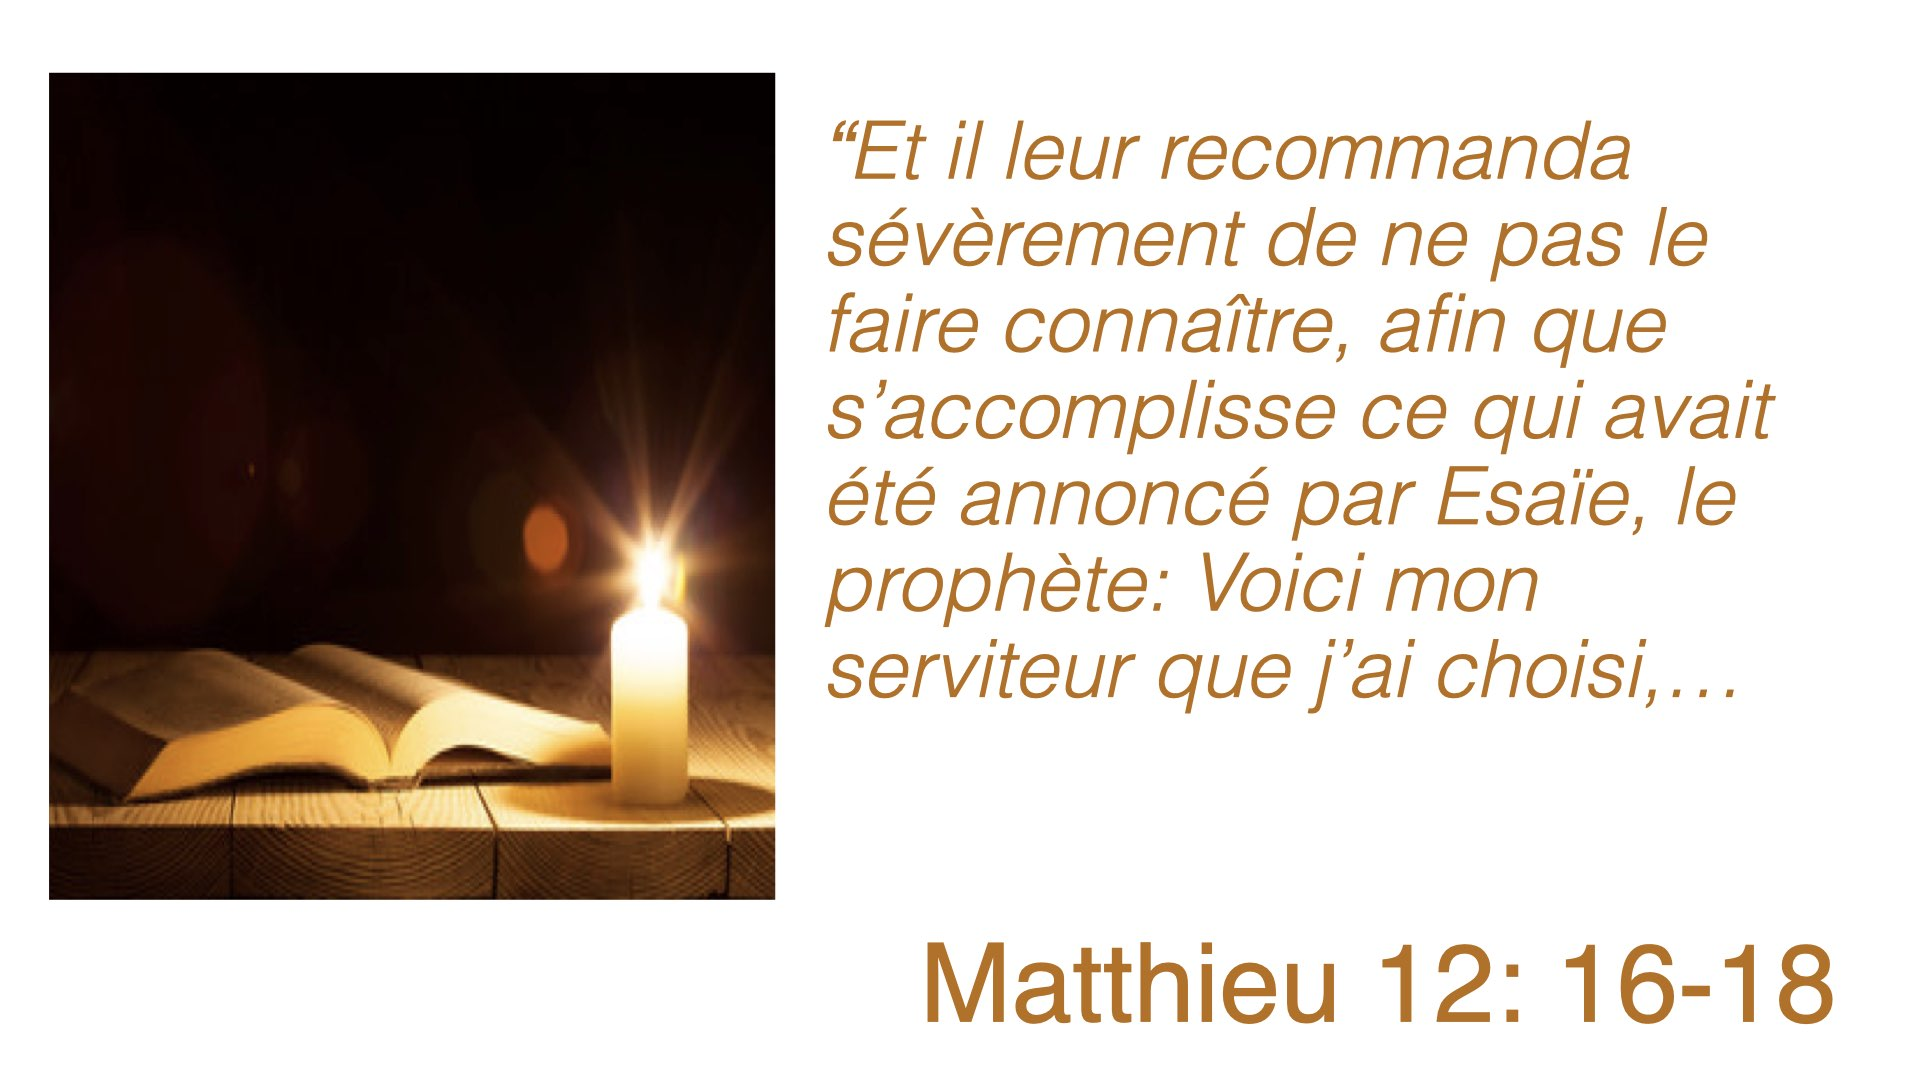 “Et il leur recommanda
sévèrement de ne pas le
faire connaître, afin que
s’accomplisse ce qui avait
été annoncé par Esaïe, le
prophète: Voici mon
serviteur que j’ai choisi,…
Matthieu 12: 16-18